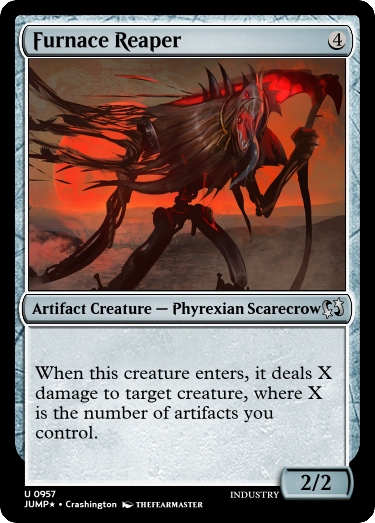 Furnace Reaper 4
Artifact Creature — Phyrexian Scarecrow
When this creature enters, it deals X
damage to target creature, where X
is the number of artifacts you
control.
2/2
U 0957 INDUSTRY
JUMP★ • Crashington THEFEARMASTER